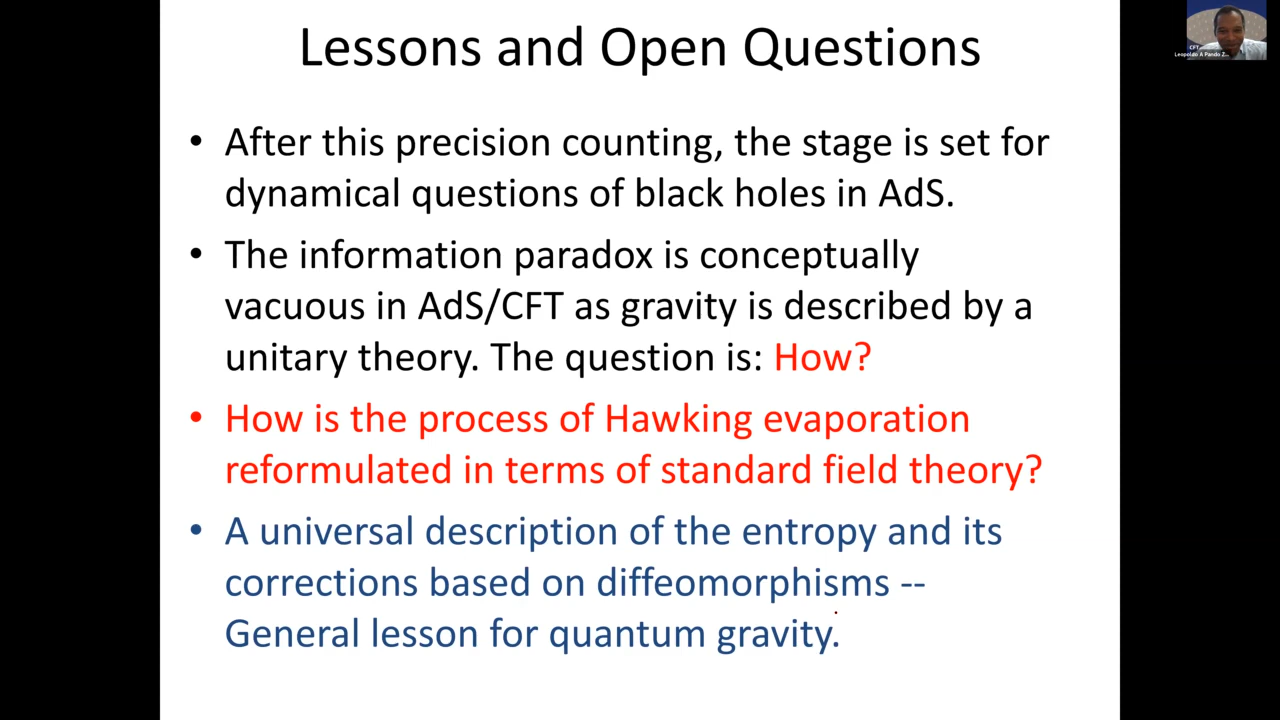 Lessons and Open Questions
• After this precision counting, the stage is set for
dynamical questions of black holes in AdS.
• The information paradox is conceptually
vacuous in AdS/CFT as gravity is described by a
unitary theory. The question is: How?
• How is the process of Hawking evaporation
reformulated in terms of standard field theory?
• A universal description of the entropy and its
corrections based on diffeomorphisms --
General lesson for quantum gravity.
CFT
Leopoldo A Pando Z...